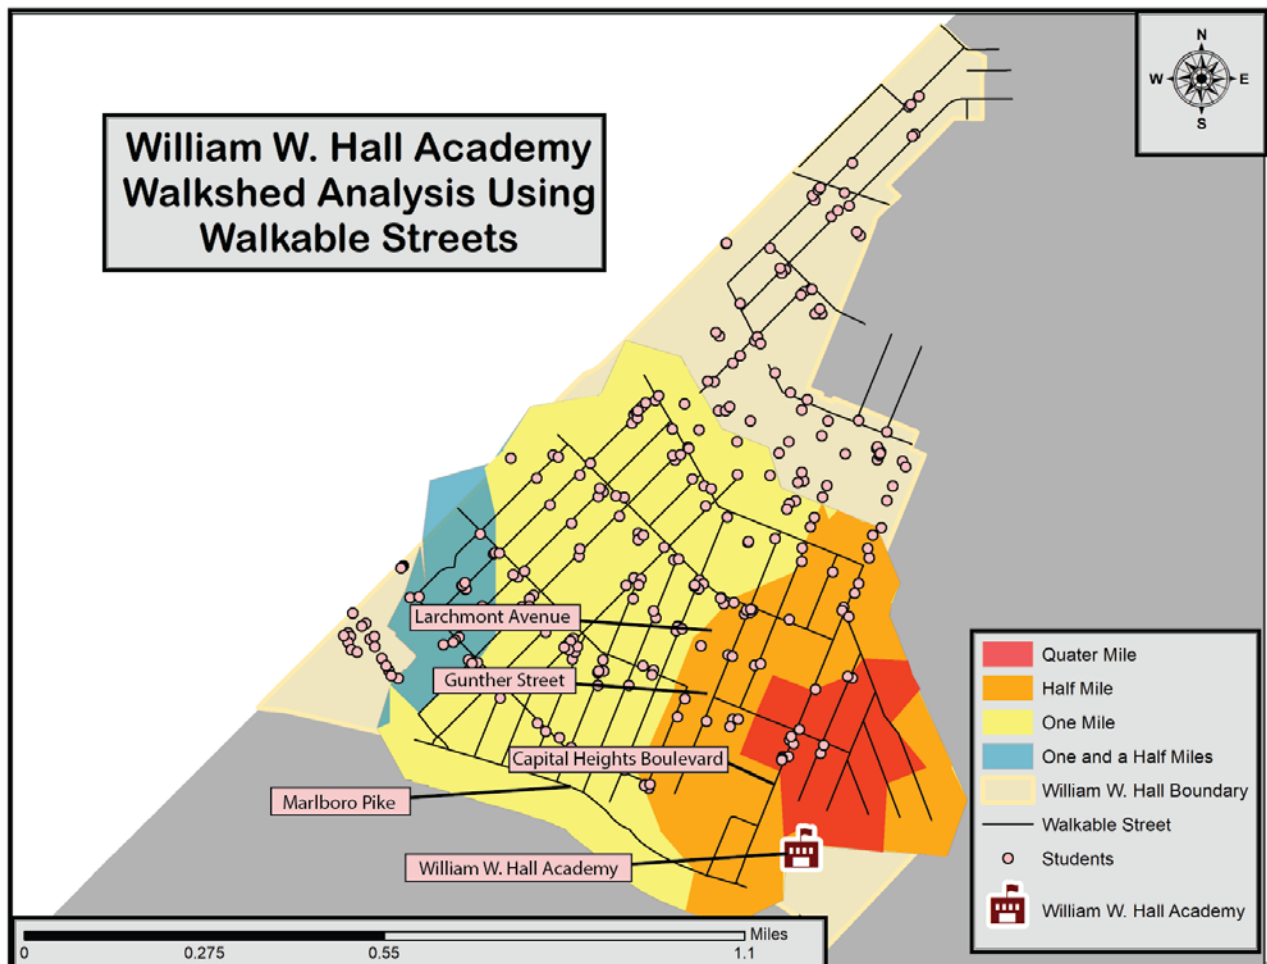 William W. Hall Academy
Walkshed Analysis Using
Walkable Streets
N
W
E
S
Larchmont Avenue
Gunther Street
Capital Heights Boulevard
Marlboro Pike
William W. Hall Academy
Quater Mile
Half Mile
One Mile
One and a Half Miles
William W. Hall Boundary
Walkable Street
Students
William W. Hall Academy
Miles
0
0.275
0.55
1.1